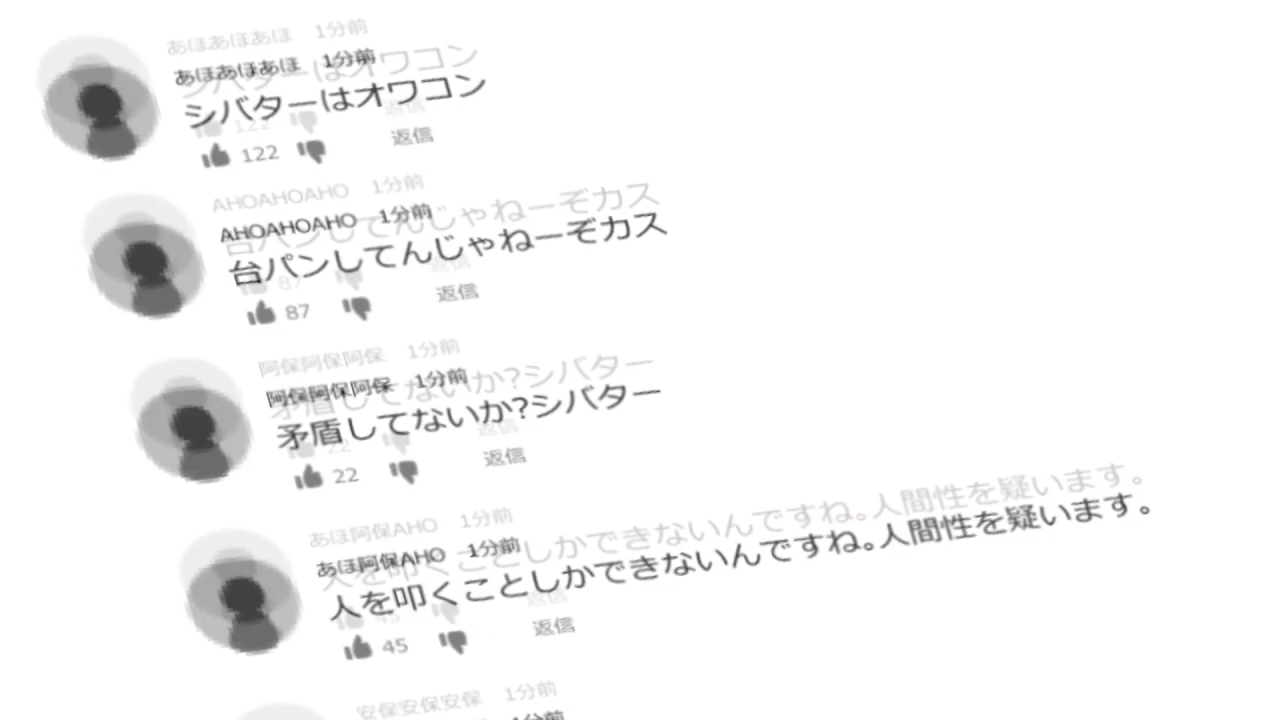 あほあほあほ 1分前
シバターはオワコン
122 返信
AHOAHOAHO 1分前
台パンしてんじゃねーぞカス
87 返信
阿保阿保阿保 1分前
矛盾してないか?シバター
22 返信
あほ阿保AHO 1分前
人を叩くことしかできないんですね。人間性を疑います。
45 返信
安保安保安保 1分前